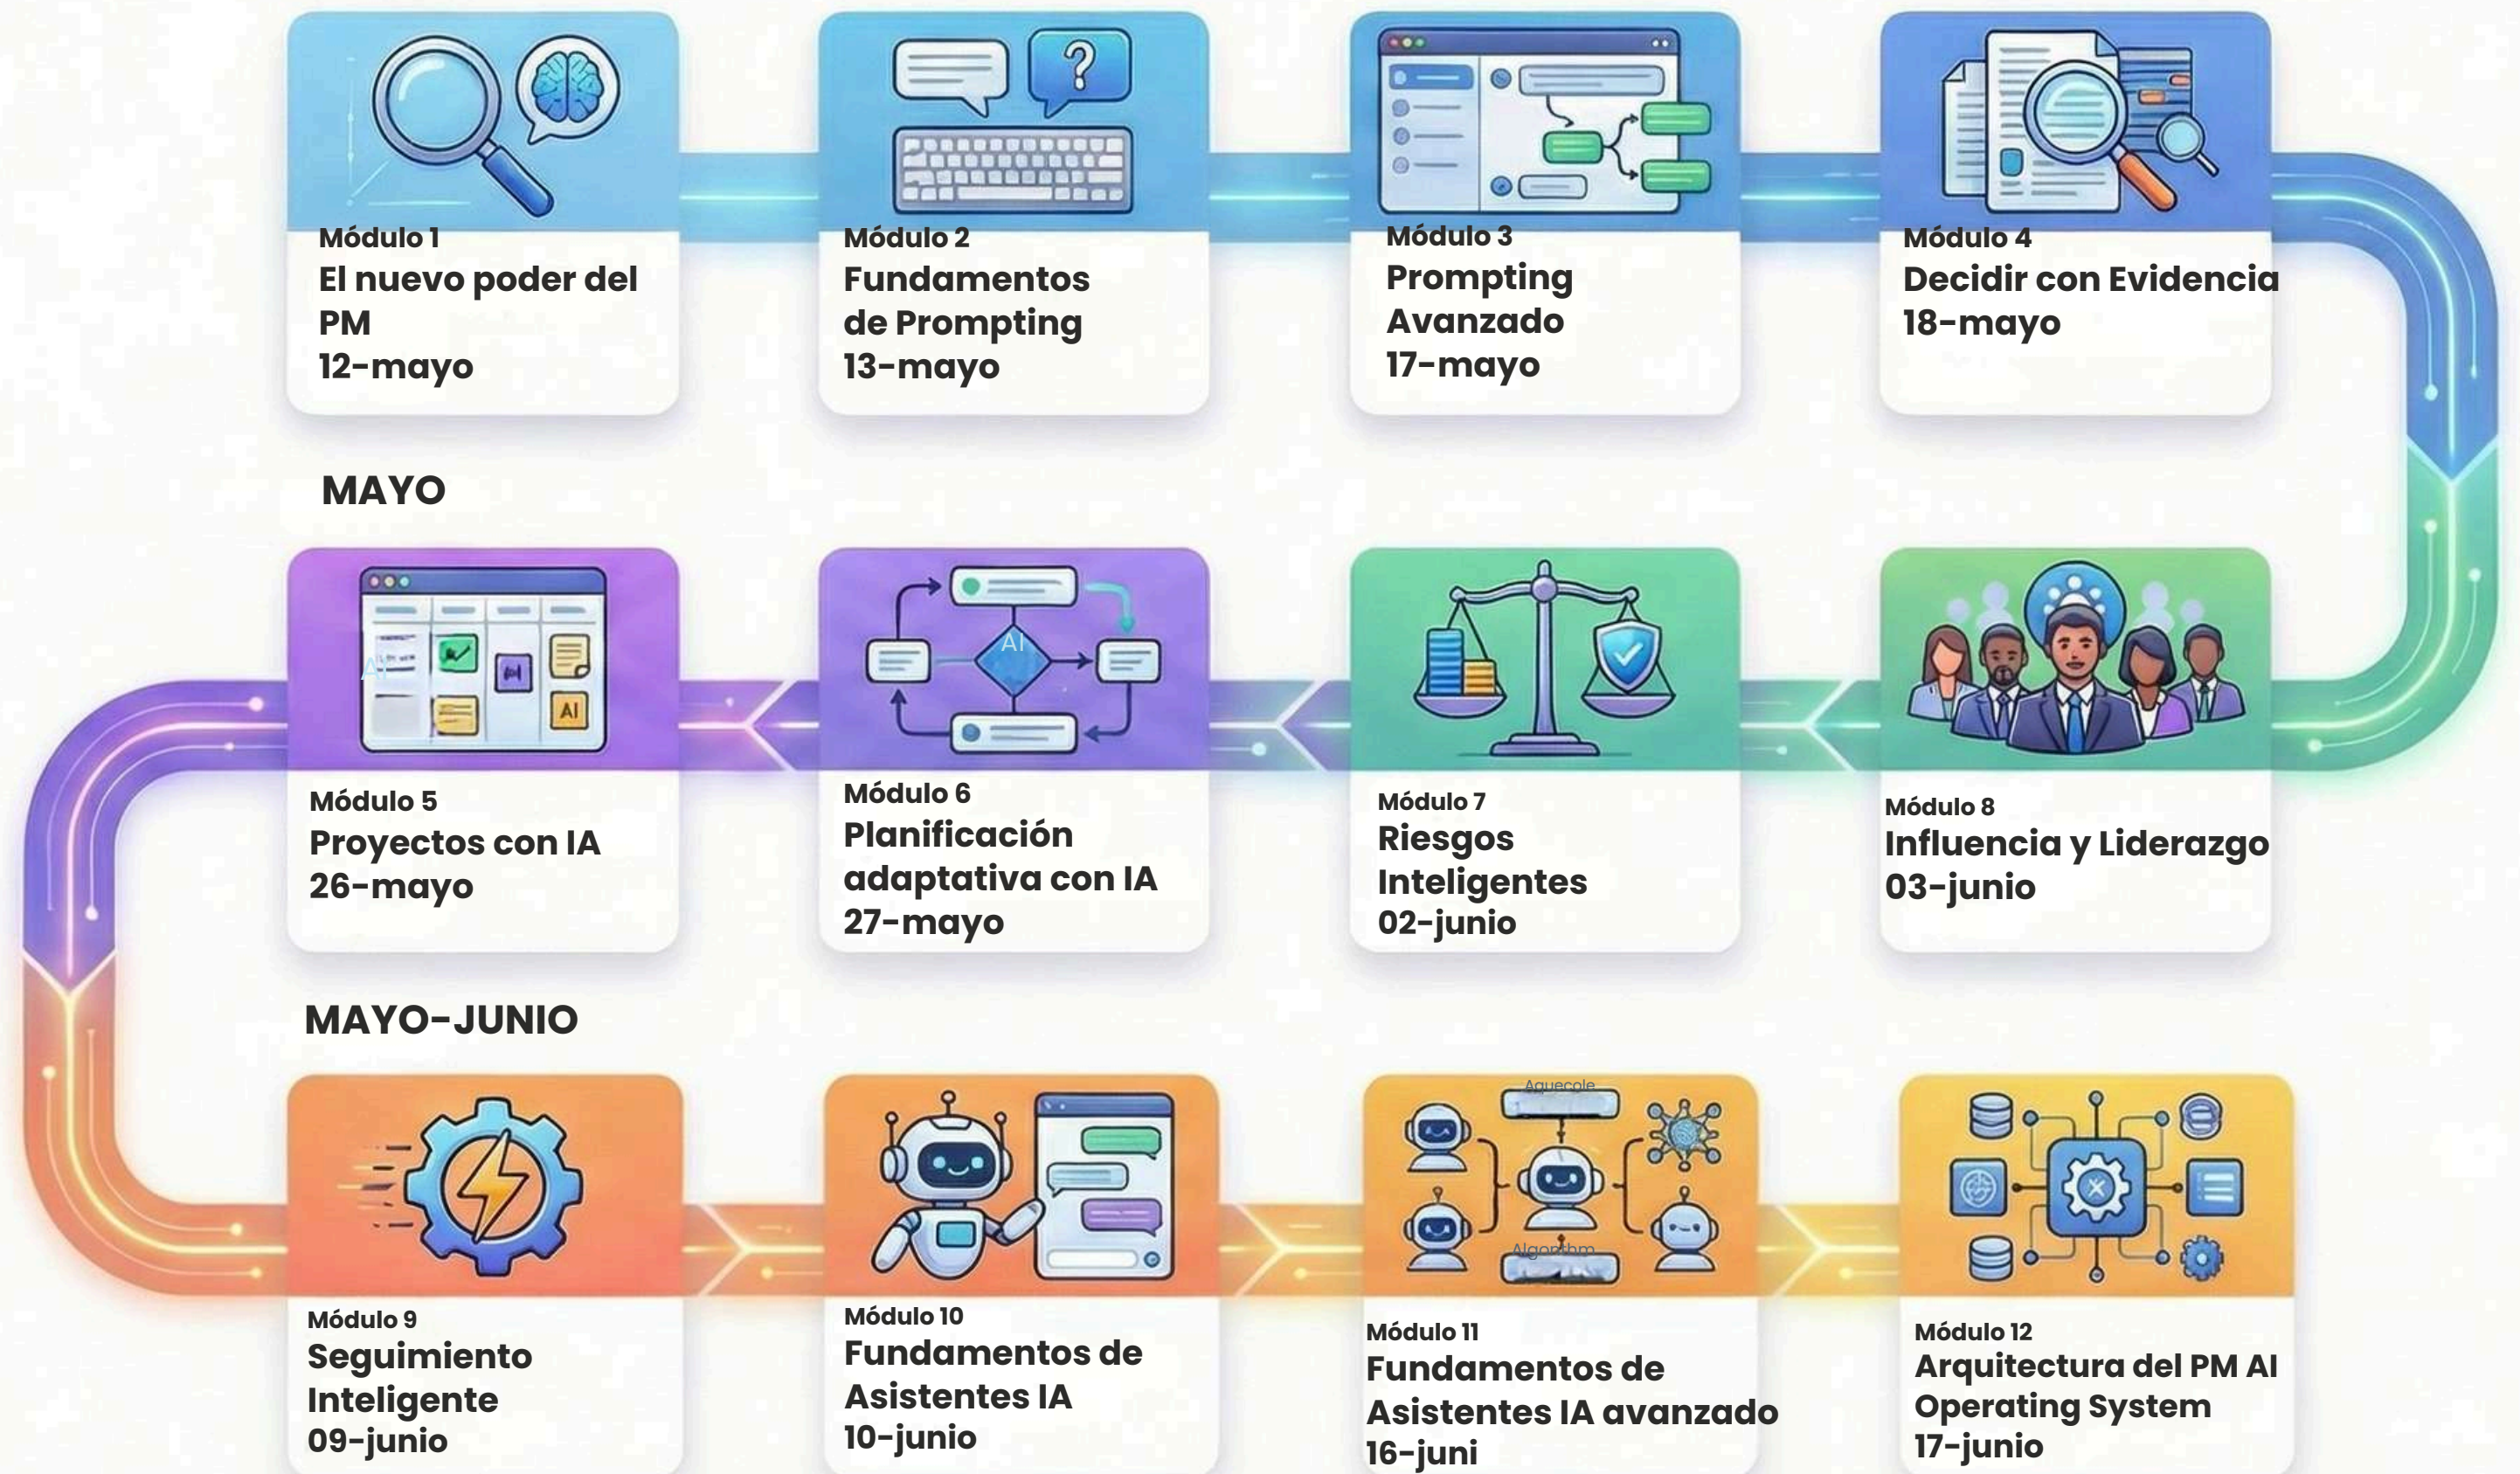 Módulo 1
El nuevo poder del
PM
12-mayo
Módulo 2
Fundamentos
de Prompting
13-mayo
Módulo 3
Prompting
Avanzado
17-mayo
Módulo 4
Decidir con Evidencia
18-mayo
MAYO
AI
AI
AI
Módulo 5
Proyectos con IA
26-mayo
Módulo 6
Planificación
adaptativa con IA
27-mayo
Módulo 7
Riesgos
Inteligentes
02-junio
Módulo 8
Influencia y Liderazgo
03-junio
MAYO-JUNIO
Aquecole
Algonthm
Módulo 9
Seguimiento
Inteligente
09-junio
Módulo 10
Fundamentos de
Asistentes IA
10-junio
Módulo 11
Fundamentos de
Asistentes IA avanzado
16-juni
Módulo 12
Arquitectura del PM AI
Operating System
17-junio